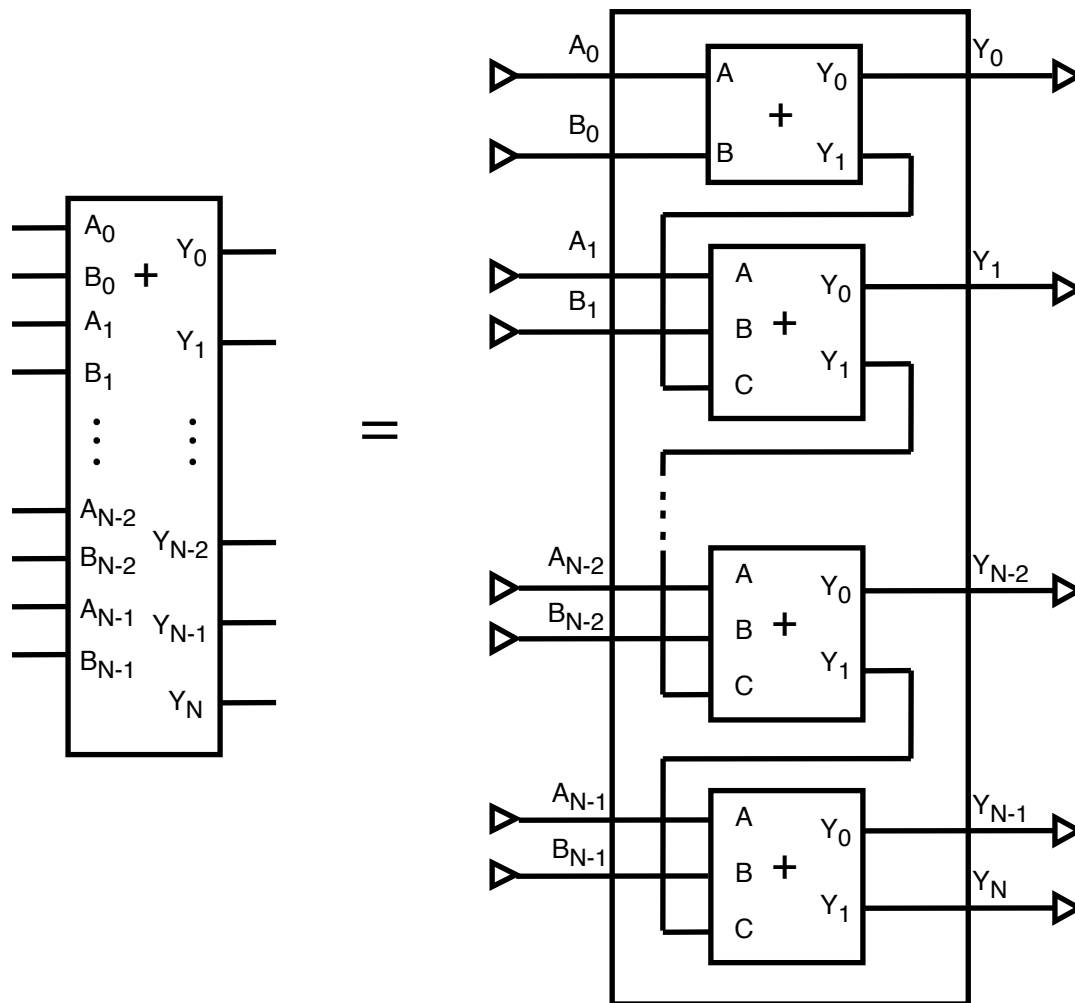 A0
B0
A1
B1
AN-2
BN-2
AN-1
BN-1
+
Y0
Y1
YN-2
YN-1
YN
=
A0
B0
A
B
+
Y0
Y1
Y0
A1
B1
A
B
C
+
Y0
Y1
Y1
AN-2
BN-2
A
B
C
+
Y0
Y1
YN-2
AN-1
BN-1
A
B
C
+
Y0
Y1
YN-1
YN